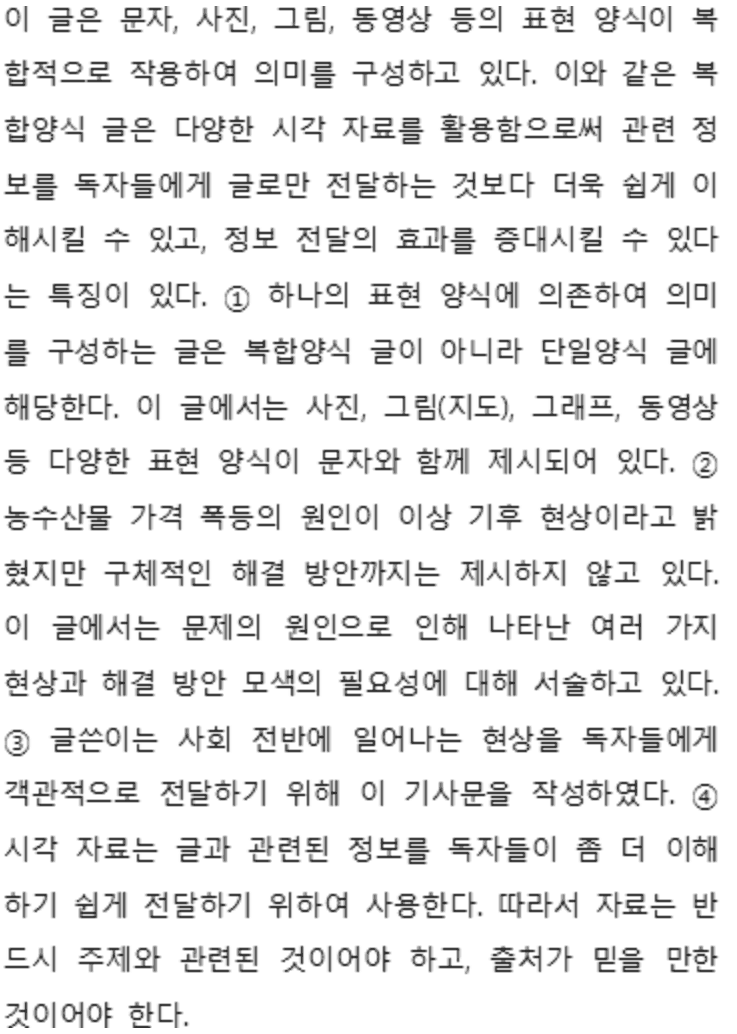 이 글은 문자, 사진, 그림, 동영상 등의 표현 양식이 복
합적으로 작용하여 의미를 구성하고 있다. 이와 같은 복
합양식 글은 다양한 시각 자료를 활용함으로써 관련 정
보를 독자들에게 글로만 전달하는 것보다 더욱 쉽게 이
해시킬 수 있고, 정보 전달의 효과를 증대시킬 수 있다
는 특징이 있다. ① 하나의 표현 양식에 의존하여 의미
를 구성하는 글은 복합양식 글이 아니라 단일양식 글에
해당한다. 이 글에서는 사진, 그림(지도), 그래프, 동영상
등 다양한 표현 양식이 문자와 함께 제시되어 있다. ②
농수산물 가격 폭등의 원인이 이상 기후 현상이라고 밝
혔지만 구체적인 해결 방안까지는 제시하지 않고 있다.
이 글에서는 문제의 원인으로 인해 나타난 여러 가지
현상과 해결 방안 모색의 필요성에 대해 서술하고 있다.
③ 글쓴이는 사회 전반에 일어나는 현상을 독자들에게
객관적으로 전달하기 위해 이 기사문을 작성하였다. ④
시각 자료는 글과 관련된 정보를 독자들이 좀 더 이해
하기 쉽게 전달하기 위하여 사용한다. 따라서 자료는 반
드시 주제와 관련된 것이어야 하고, 출처가 믿을 만한
것이어야 한다.